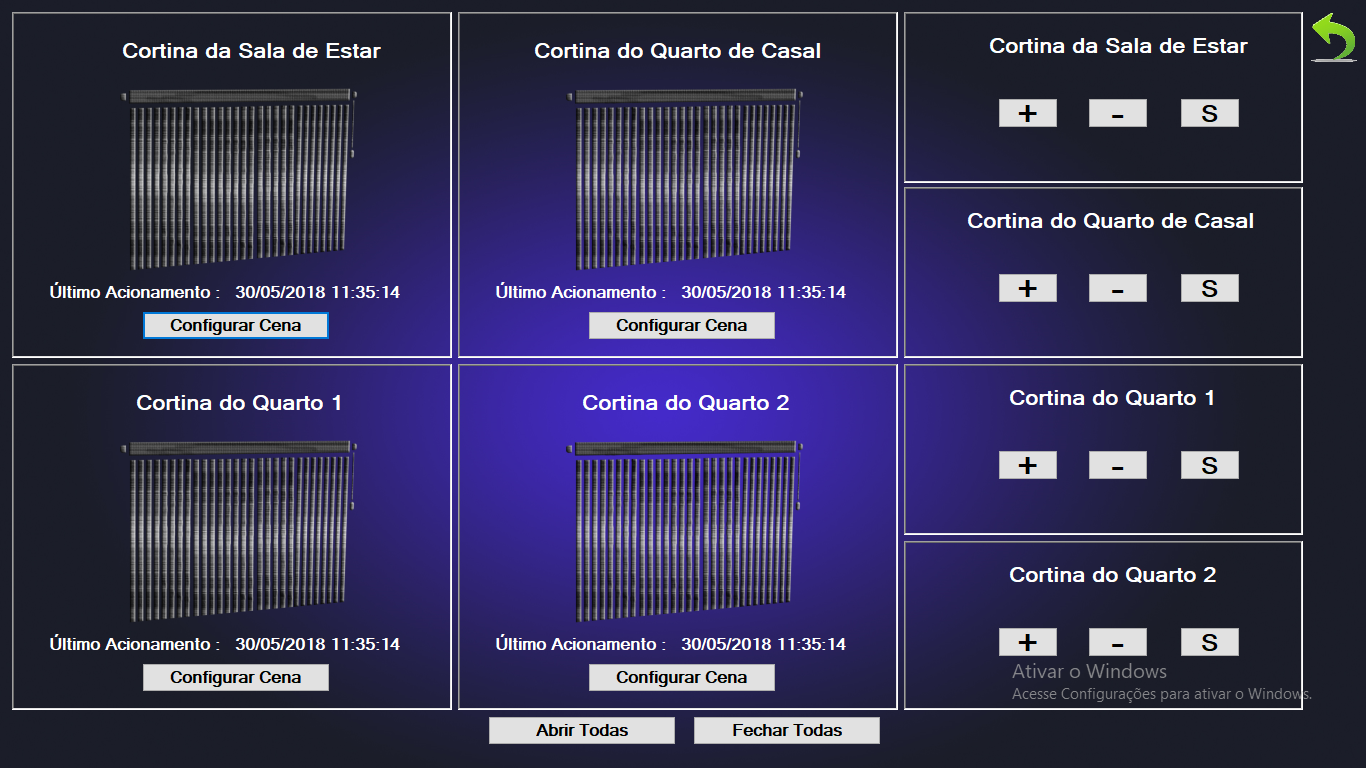 Cortina da Sala de Estar
Último Acionamento : 30/05/2018 11:35:14
Configurar Cena
Cortina do Quarto de Casal
Último Acionamento : 30/05/2018 11:35:14
Configurar Cena
Cortina da Sala de Estar
+ - S
Cortina do Quarto de Casal
+ - S
Cortina do Quarto 1
Último Acionamento : 30/05/2018 11:35:14
Configurar Cena
Cortina do Quarto 2
Último Acionamento : 30/05/2018 11:35:14
Configurar Cena
Cortina do Quarto 1
+ - S
Cortina do Quarto 2
+ - S
Ativar o Windows
Acesse Configurações para ativar o Windows.
Abrir Todas
Fechar Todas